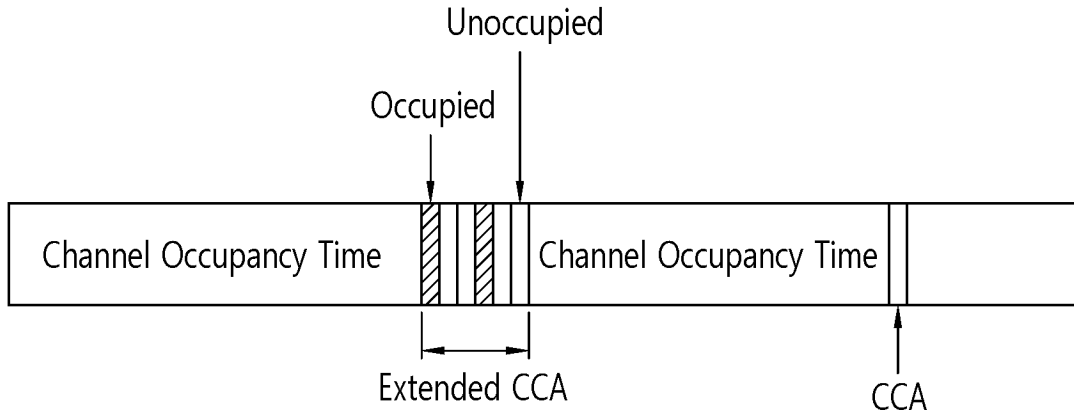 Unoccupied
Occupied
Channel Occupancy Time
Channel Occupancy Time
Extended CCA
CCA